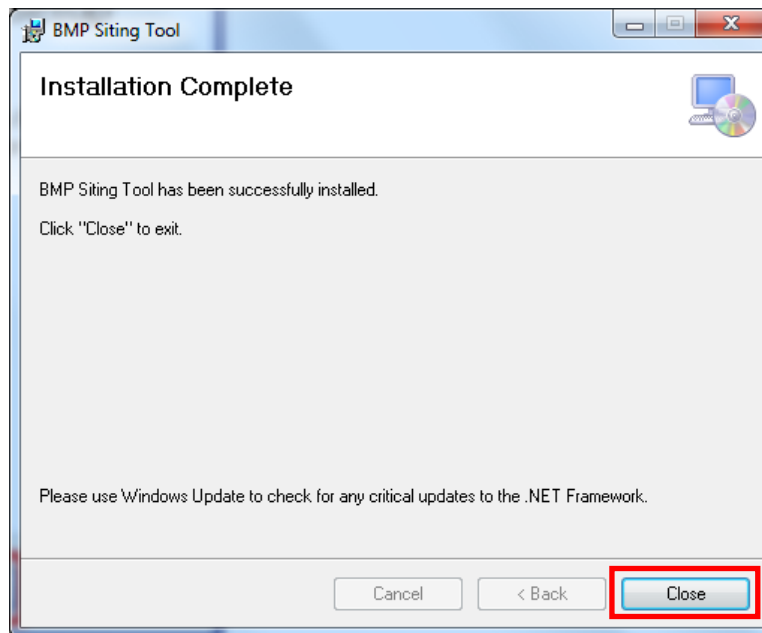 BMP Siting Tool
Installation Complete
BMP Siting Tool has been successfully installed.
Click "Close" to exit.
Please use Windows Update to check for any critical updates to the .NET Framework.
Cancel
< Back
Close